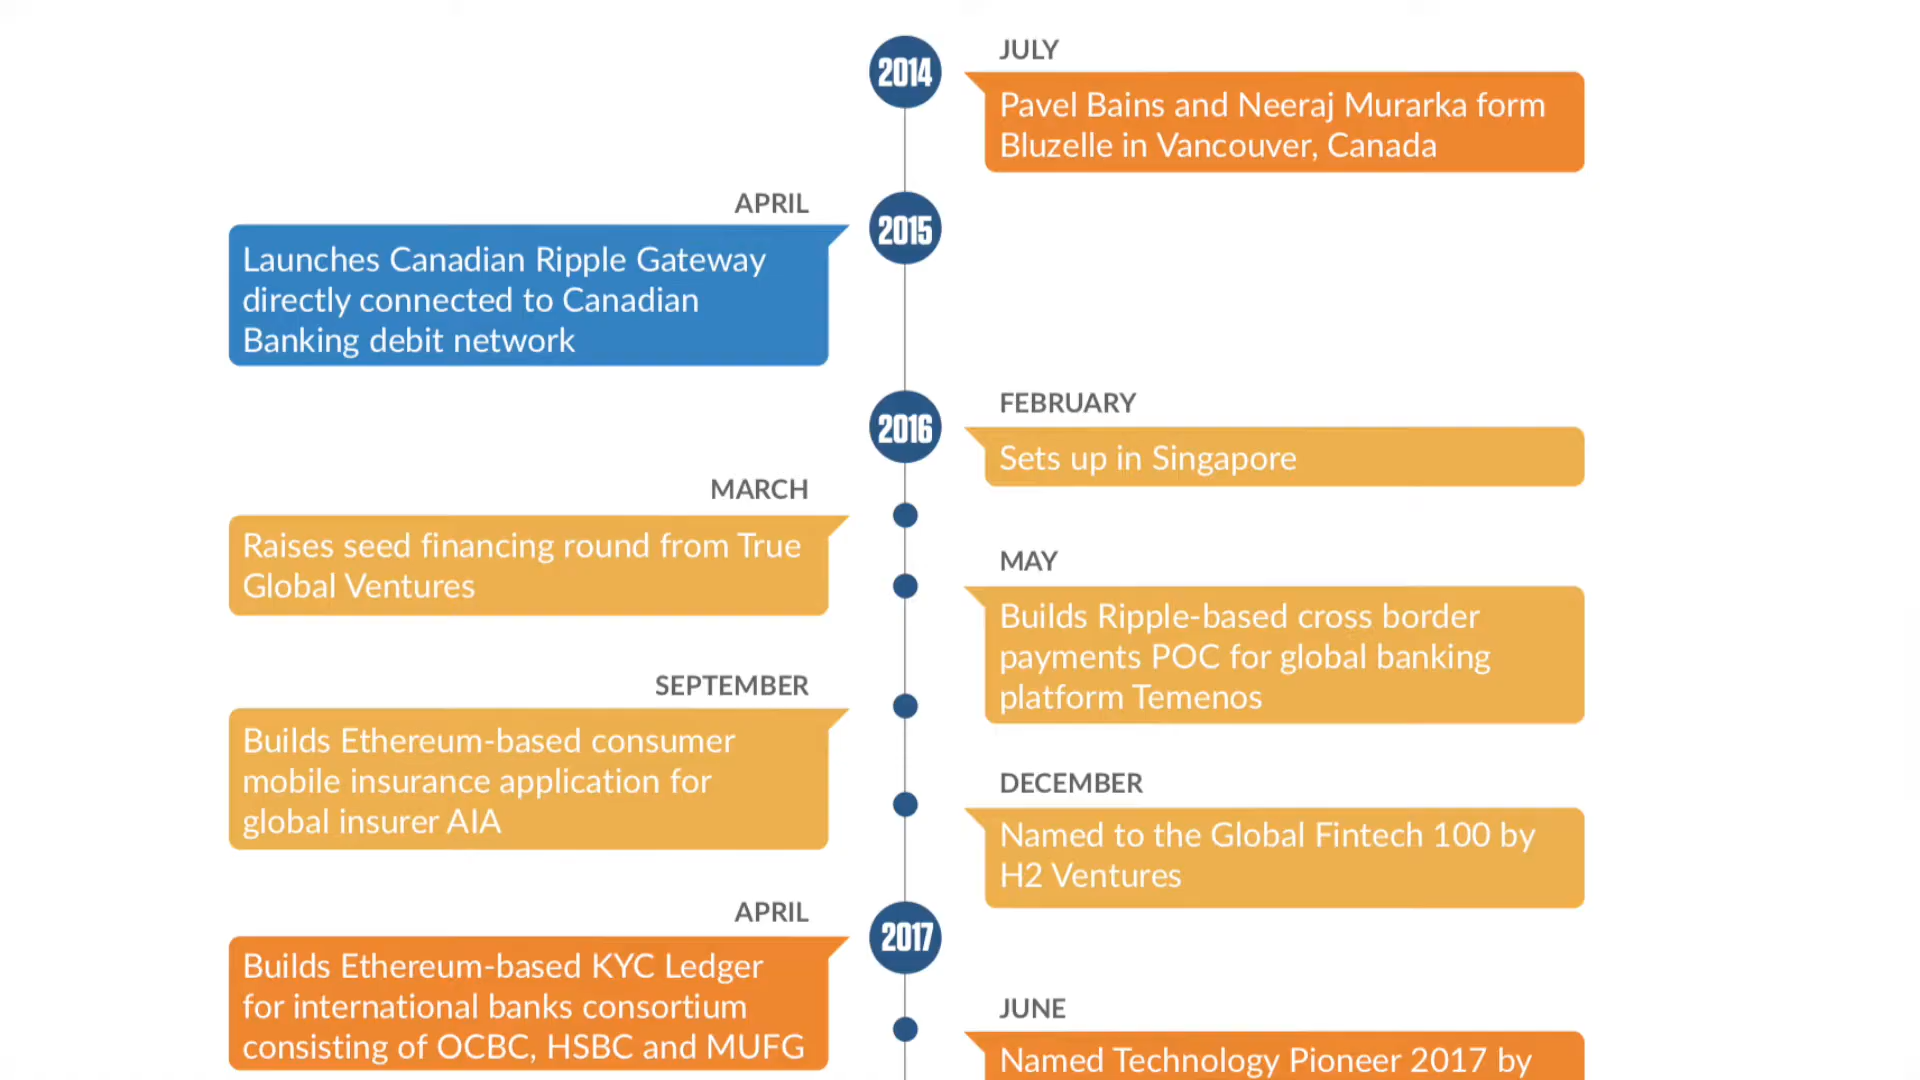 2014
JULY
Pavel Bains and Neeraj Murarka form
Bluzelle in Vancouver, Canada
APRIL
2015
Launches Canadian Ripple Gateway
directly connected to Canadian
Banking debit network
2016
FEBRUARY
Sets up in Singapore
MARCH
Raises seed financing round from True
Global Ventures
MAY
Builds Ripple-based cross border
payments POC for global banking
platform Temenos
SEPTEMBER
Builds Ethereum-based consumer
mobile insurance application for
global insurer AIA
DECEMBER
Named to the Global Fintech 100 by
H2 Ventures
APRIL
2017
Builds Ethereum-based KYC Ledger
for international banks consortium
consisting of OCBC, HSBC and MUFG
JUNE
Named Technology Pioneer 2017 by